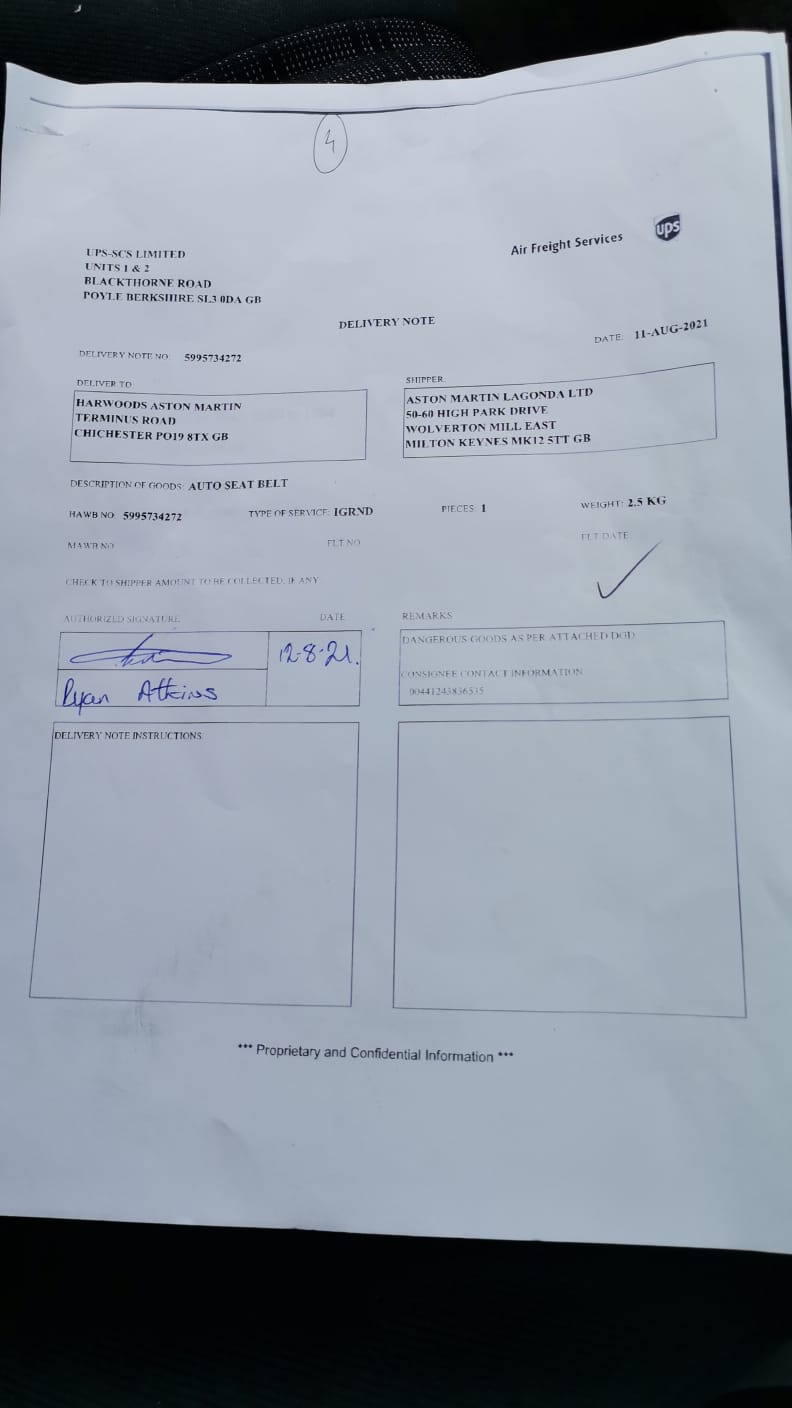 4
Air Freight Services
ups
UPS-SCS LIMITED
UNITS 1 & 2
BLACKTHORNE ROAD
POYLE BERKSHIRE SL3 0DA GB
DELIVERY NOTE
DATE: 11-AUG-2021
DELIVERY NOTE NO: 5995734272
DELIVER TO
HARWOODS ASTON MARTIN
TERMINUS ROAD
CHICHESTER PO19 8TX GB
SHIPPER:
ASTON MARTIN LAGONDA LTD
50-60 HIGH PARK DRIVE
WOLVERTON MILL EAST
MILTON KEYNES MK12 5TT GB
DESCRIPTION OF GOODS: AUTO SEAT BELT
HAWB NO: 5995734272 TYPE OF SERVICE: IGRND PIECES: 1 WEIGHT: 2.5 KG
MAWB NO FLT NO FLT DATE
CHECK TO SHIPPER AMOUNT TO BE COLLECTED, IF ANY
AUTHORIZED SIGNATURE DATE
12-8-21.
Ryan Atkins
REMARKS
DANGEROUS GOODS AS PER ATTACHED DGD
CONSIGNEE CONTACT INFORMATION
00441243836535
DELIVERY NOTE INSTRUCTIONS:
*** Proprietary and Confidential Information ***